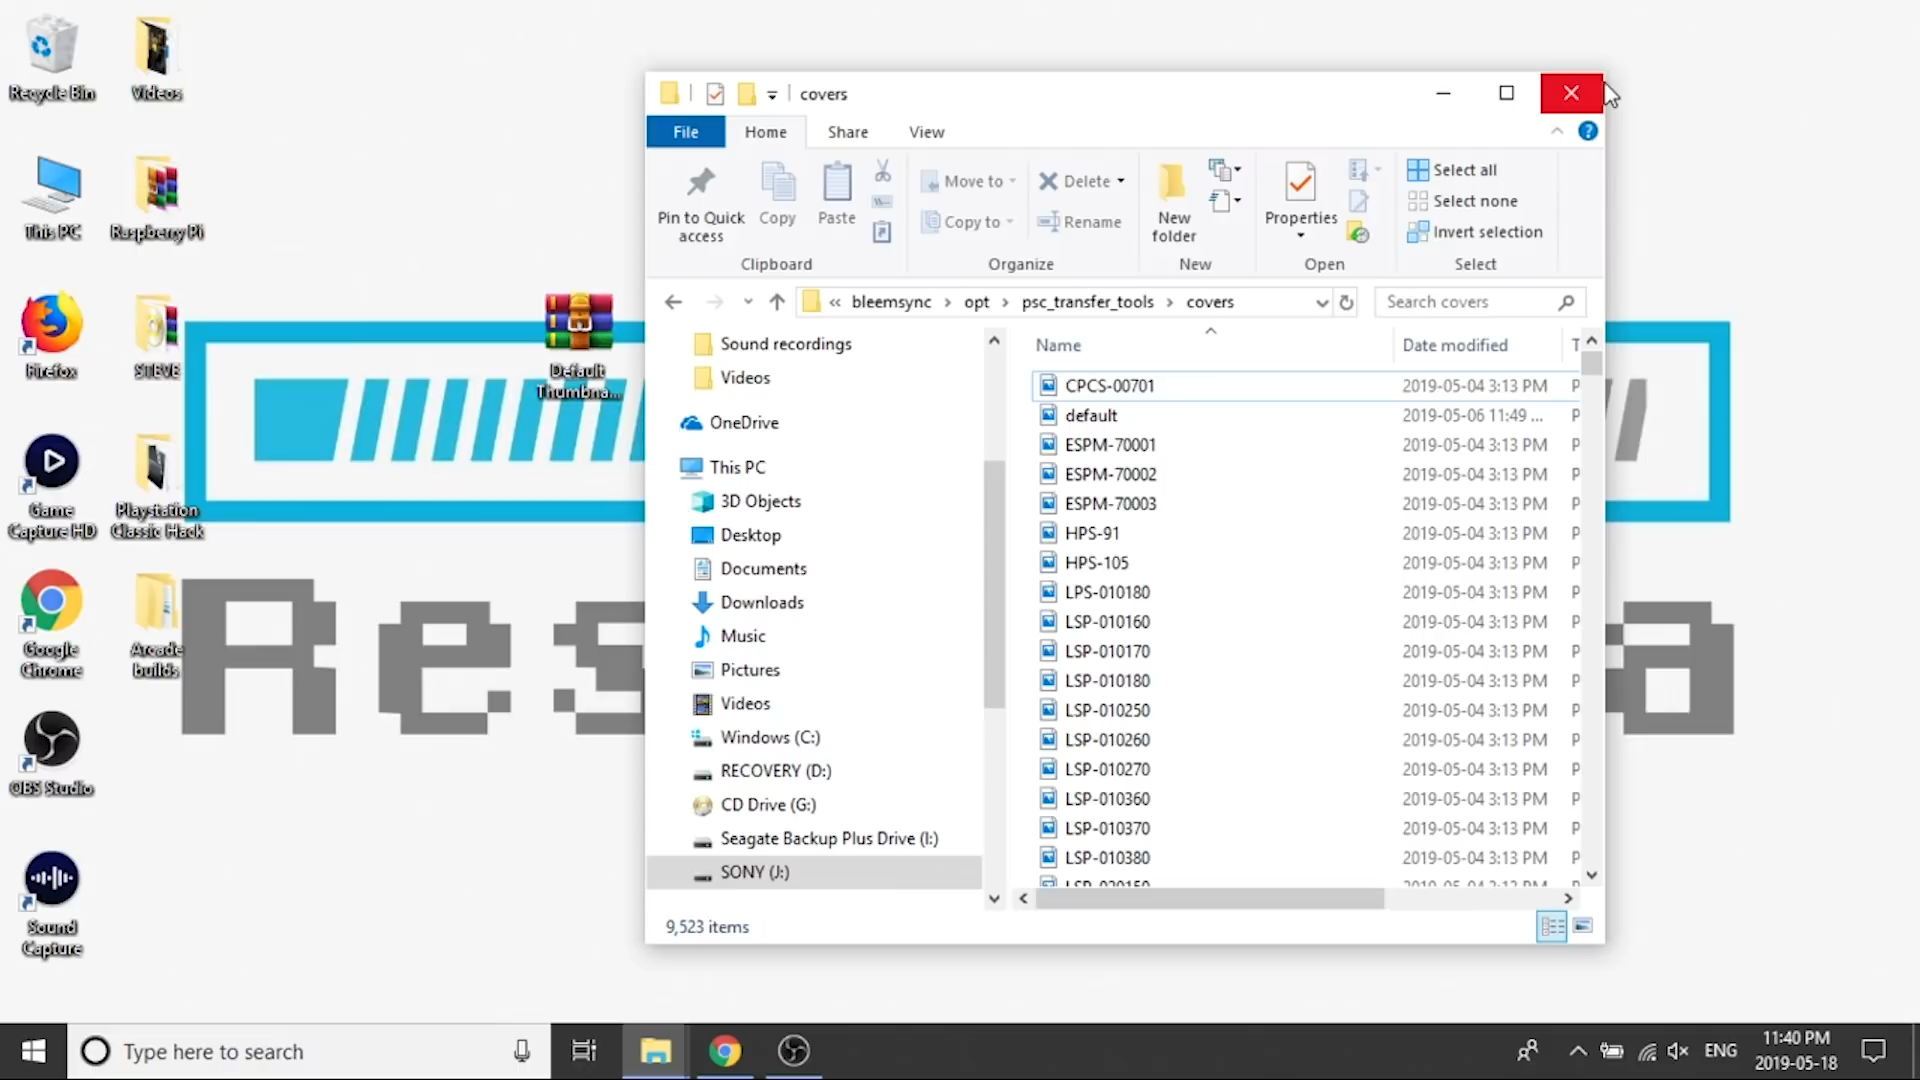 Recycle Bin
Videos
This PC
Raspberry Pi
Firefox
STEVE
Game
Capture HD
Playstation
Classic Hack
Google
Chrome
Arcade
builds
OBS Studio
Sound
Capture
Default
Thumbna...
Res
a
covers
File
Home
Share
View
Pin to Quick
access
Copy
Paste
Clipboard
Move to
Copy to
Delete
Rename
Organize
New
folder
New
Properties
Open
Select all
Select none
Invert selection
Select
« bleemsync › opt › psc_transfer_tools › covers
Search covers
Sound recordings
Videos
OneDrive
This PC
3D Objects
Desktop
Documents
Downloads
Music
Pictures
Videos
Windows (C:)
RECOVERY (D:)
CD Drive (G:)
Seagate Backup Plus Drive (I:)
SONY (J:)
Name Date modified T
CPCS-00701 2019-05-04 3:13 PM P
default 2019-05-06 11:49 ... P
ESPM-70001 2019-05-04 3:13 PM P
ESPM-70002 2019-05-04 3:13 PM P
ESPM-70003 2019-05-04 3:13 PM P
HPS-91 2019-05-04 3:13 PM P
HPS-105 2019-05-04 3:13 PM P
LPS-010180 2019-05-04 3:13 PM P
LSP-010160 2019-05-04 3:13 PM P
LSP-010170 2019-05-04 3:13 PM P
LSP-010180 2019-05-04 3:13 PM P
LSP-010250 2019-05-04 3:13 PM P
LSP-010260 2019-05-04 3:13 PM P
LSP-010270 2019-05-04 3:13 PM P
LSP-010360 2019-05-04 3:13 PM P
LSP-010370 2019-05-04 3:13 PM P
LSP-010380 2019-05-04 3:13 PM P
9,523 items
Type here to search
ENG
11:40 PM
2019-05-18